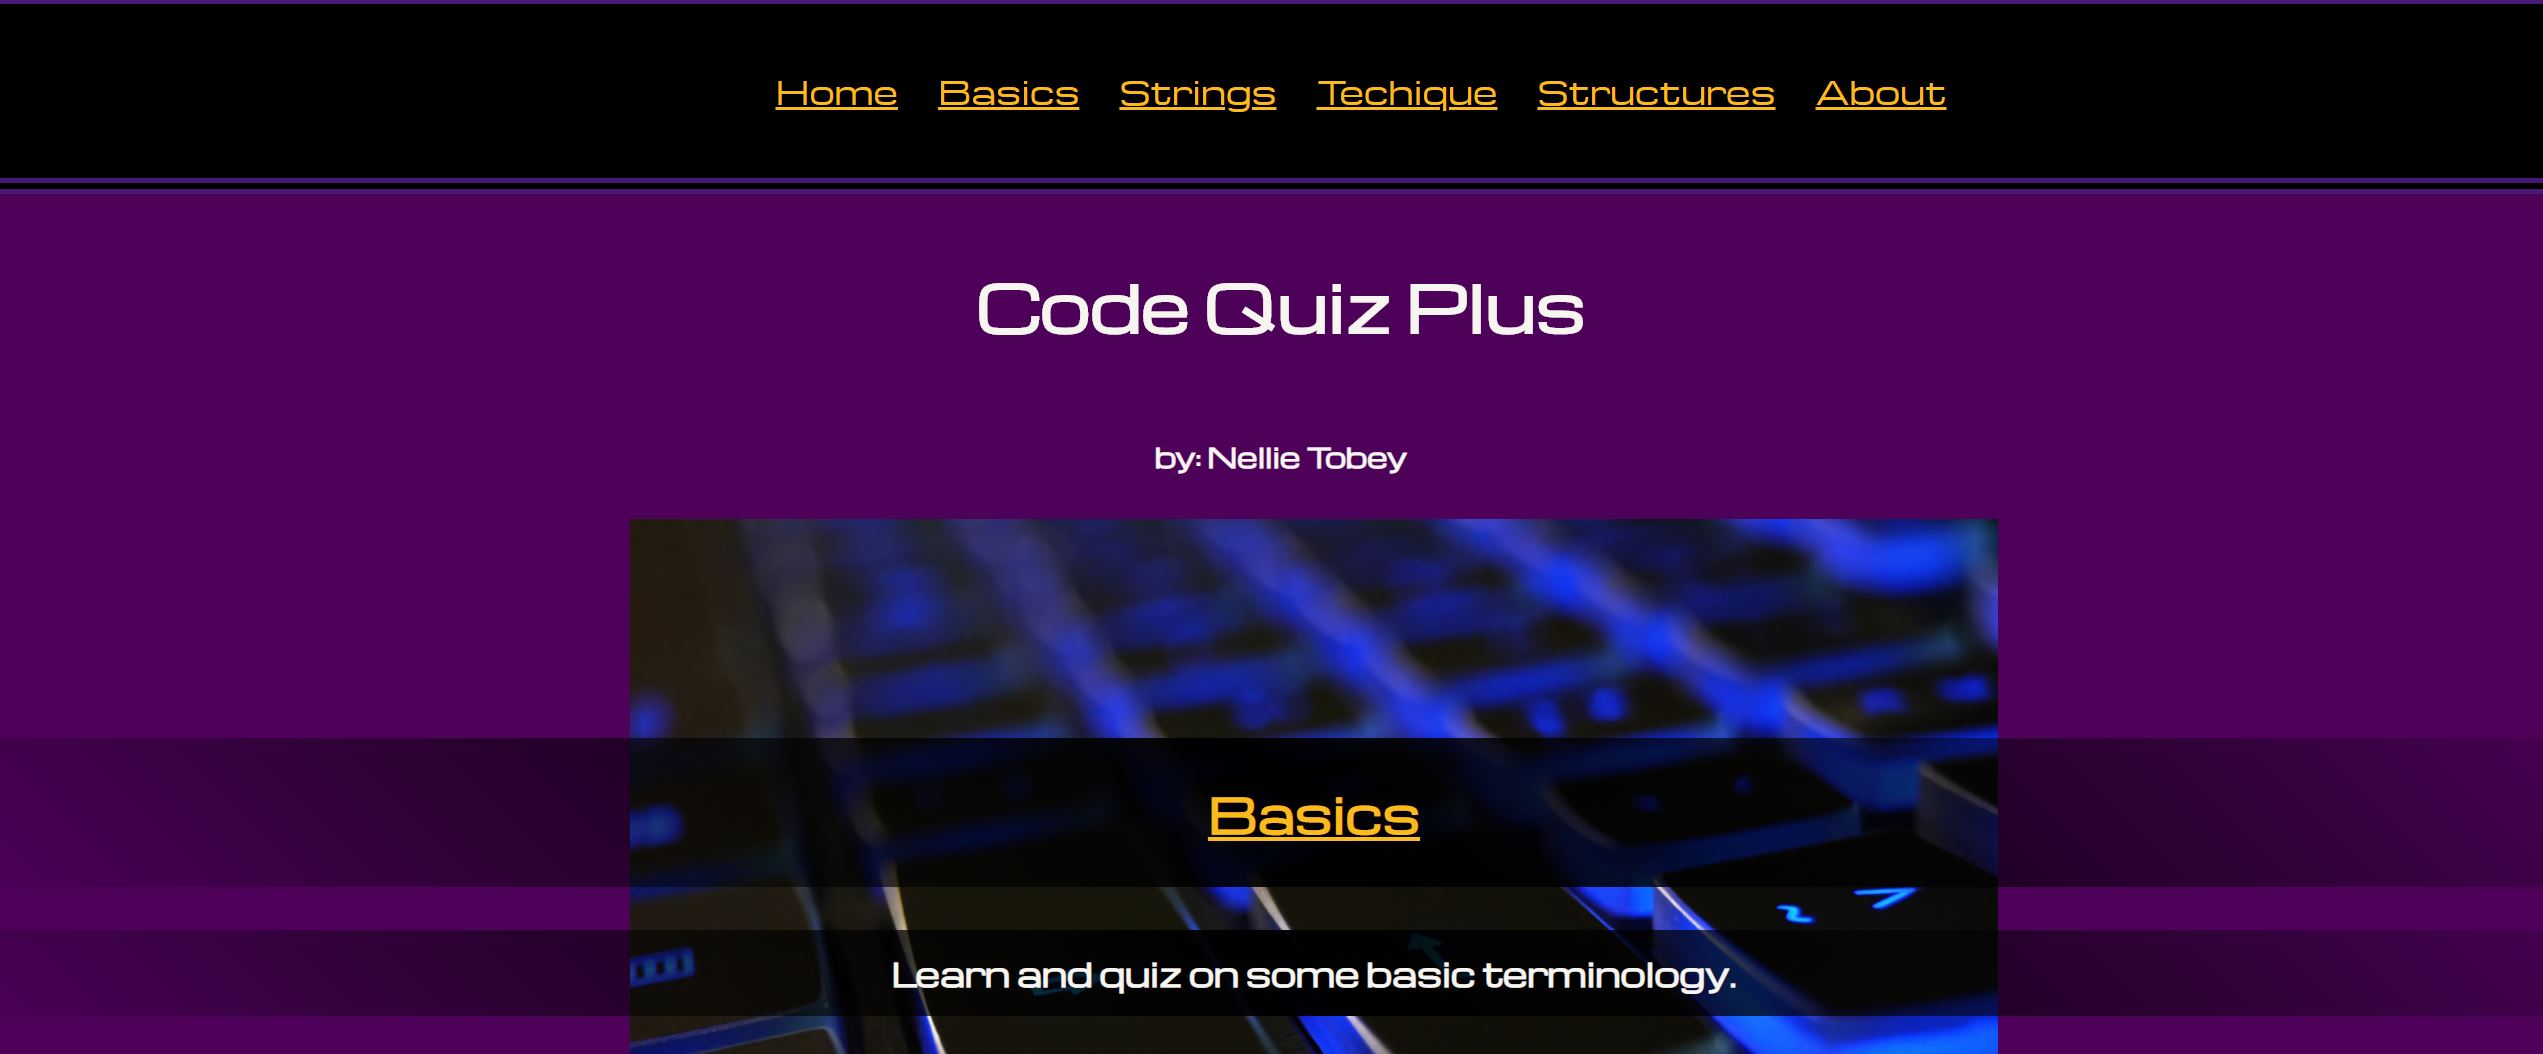 Home Basics Strings Techique Structures About
Code Quiz Plus
by: Nellie Tobey
Basics
Learn and quiz on some basic terminology.